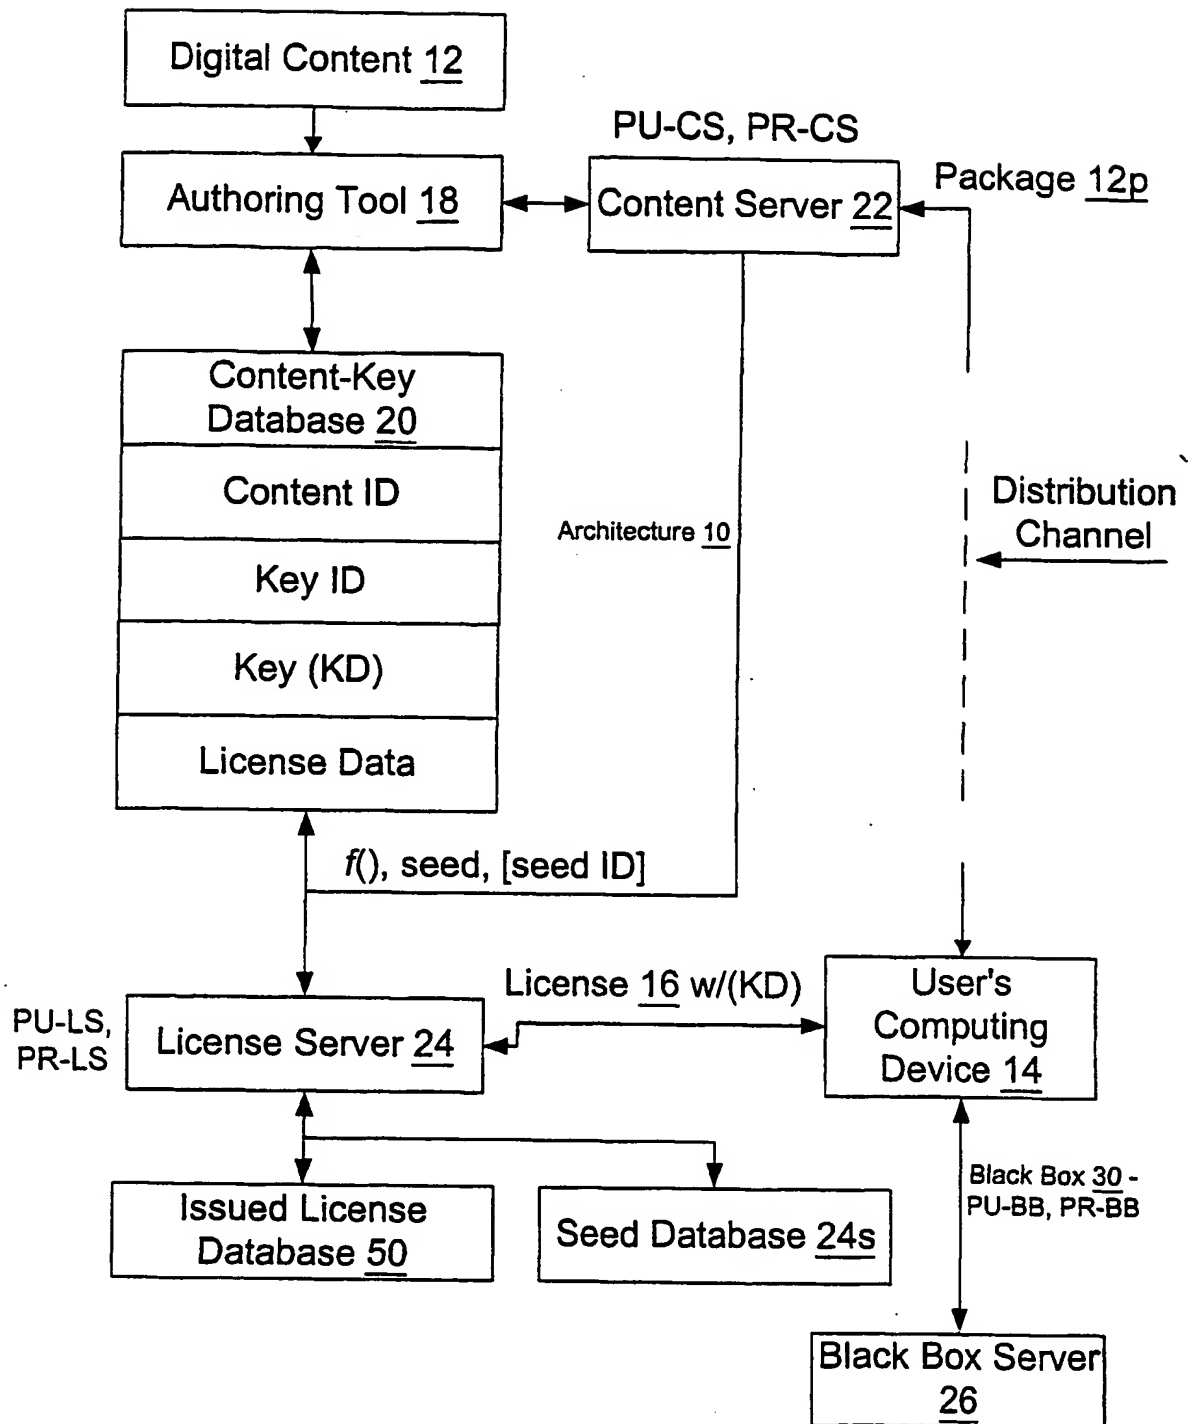 Digital Content 12
PU-CS, PR-CS
Authoring Tool 18
Content Server 22
Package 12p
Content-Key
Database 20
Content ID
Key ID
Key (KD)
License Data
Architecture 10
Distribution
Channel
f(), seed, [seed ID]
License 16 w/(KD)
User's
Computing
Device 14
PU-LS,
PR-LS
License Server 24
Issued License
Database 50
Seed Database 24s
Black Box 30 -
PU-BB, PR-BB
Black Box Server
26